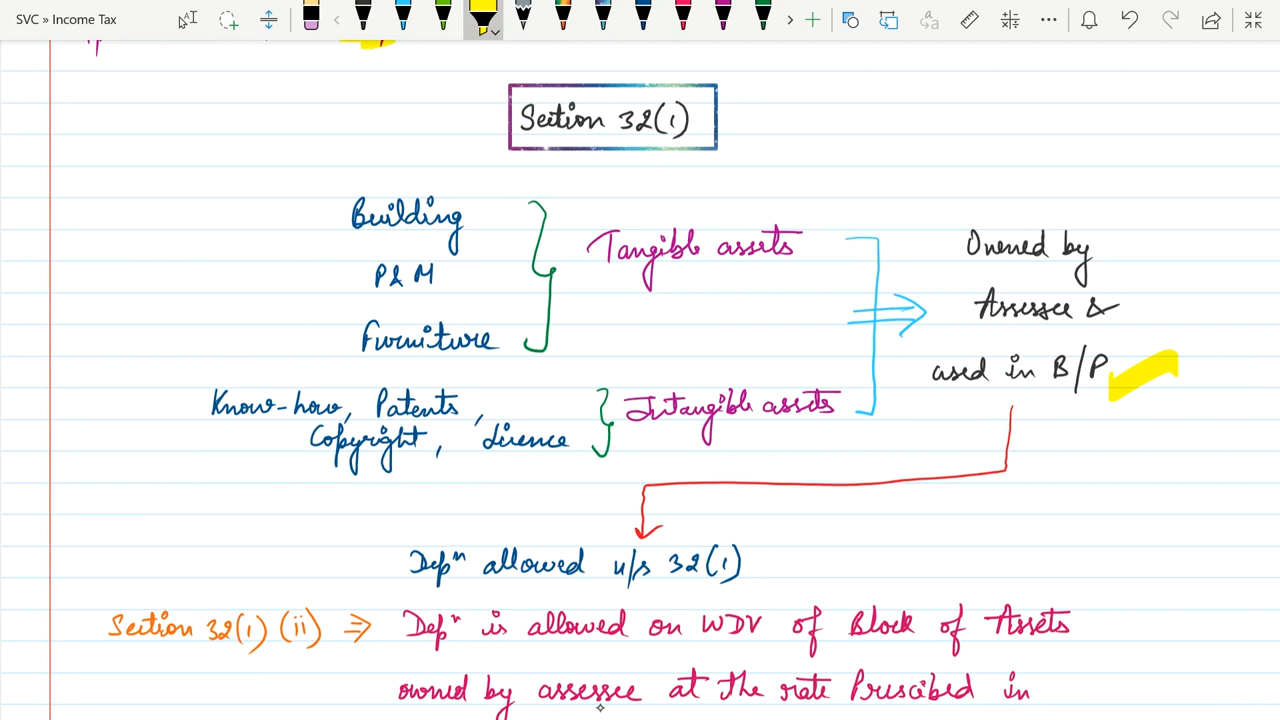 SVC » Income Tax
Section 32(1)
Building
P& M
Furniture
Tangible assets
Owned by
Assessee &
used in B/P
Know-how, Patents,
Copyright, Licence
Intangible assets
Depⁿ allowed u/s 32(1)
Section 32(1) (ii) ⇒ Depⁿ is allowed on WDV of Block of Assets
owned by assessee at the rate Pruscibed in